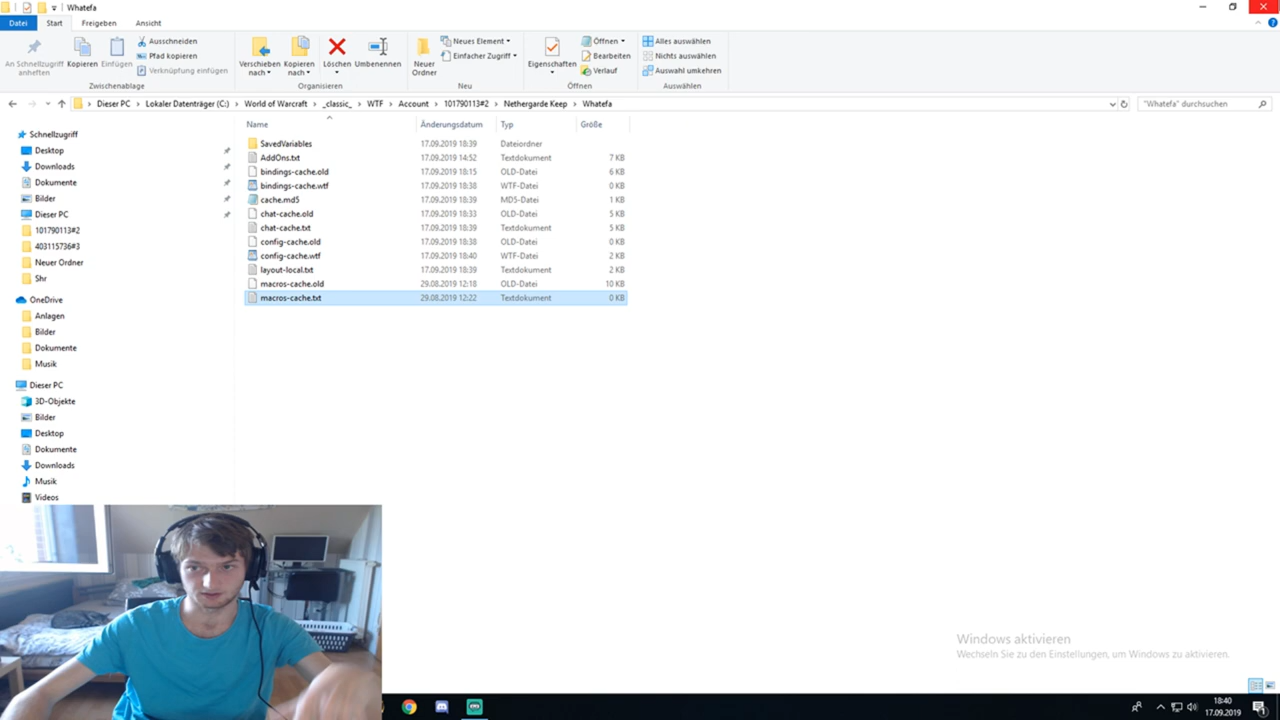 Whatefa
Datei Start Freigeben Ansicht
An Schnellzugriff anheften
Kopieren
Einfügen
Ausschneiden
Pfad kopieren
Verknüpfung einfügen
Zwischenablage
Verschieben nach
Kopieren nach
Löschen
Umbenennen
Organisieren
Neuer Ordner
Neues Element
Einfacher Zugriff
Neu
Eigenschaften
Öffnen
Bearbeiten
Verlauf
Öffnen
Alles auswählen
Nichts auswählen
Auswahl umkehren
Auswählen
Dieser PC > Lokaler Datenträger (C:) > World of Warcraft > _classic_ > WTF > Account > 101790113#2 > Nethergarde Keep > Whatefa
"Whatefa" durchsuchen
Schnellzugriff
Desktop
Downloads
Dokumente
Bilder
Dieser PC
101790113#2
403115736#3
Neuer Ordner
Shr
OneDrive
Anlagen
Bilder
Dokumente
Musik
Dieser PC
3D-Objekte
Bilder
Desktop
Dokumente
Downloads
Musik
Videos
Name Änderungsdatum Typ Größe
SavedVariables 17.09.2019 18:39 Dateiordner
AddOns.txt 17.09.2019 14:52 Textdokument 7 KB
bindings-cache.old 17.09.2019 18:15 OLD-Datei 6 KB
bindings-cache.wtf 17.09.2019 18:38 WTF-Datei 0 KB
cache.md5 17.09.2019 18:39 MD5-Datei 1 KB
chat-cache.old 17.09.2019 18:33 OLD-Datei 5 KB
chat-cache.txt 17.09.2019 18:39 Textdokument 5 KB
config-cache.old 17.09.2019 18:38 OLD-Datei 0 KB
config-cache.wtf 17.09.2019 18:40 WTF-Datei 2 KB
layout-local.txt 17.09.2019 18:39 Textdokument 2 KB
macros-cache.old 29.08.2019 12:18 OLD-Datei 10 KB
macros-cache.txt 29.08.2019 12:22 Textdokument 0 KB
Windows aktivieren
Wechseln Sie zu den Einstellungen, um Windows zu aktivieren.
18:40
17.09.2019